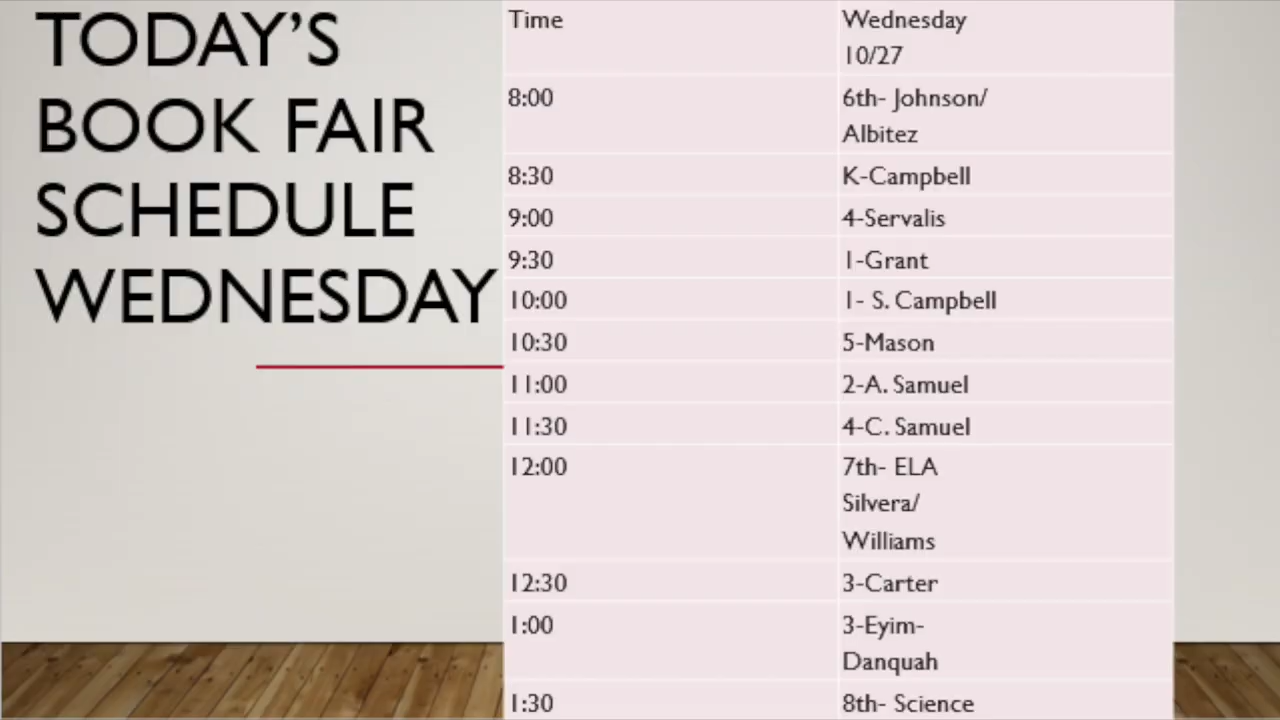 TODAY'S
BOOK FAIR
SCHEDULE
WEDNESDAY
Time Wednesday
10/27
8:00 6th- Johnson/
Albitez
8:30 K-Campbell
9:00 4-Servalis
9:30 1-Grant
10:00 1- S. Campbell
10:30 5-Mason
11:00 2-A. Samuel
11:30 4-C. Samuel
12:00 7th- ELA
Silvera/
Williams
12:30 3-Carter
1:00 3-Eyim-
Danquah
1:30 8th- Science